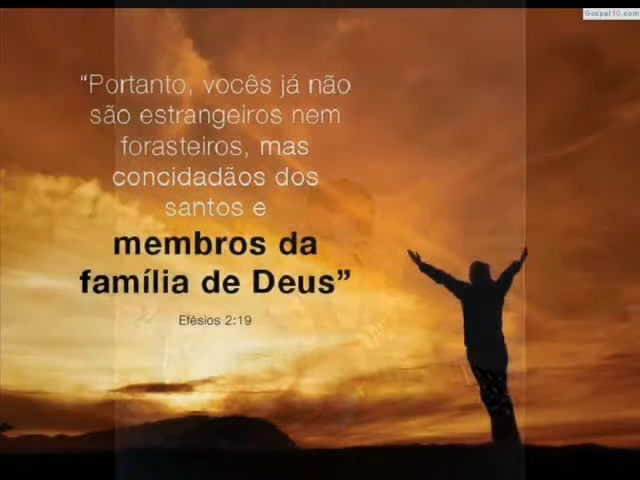 Gospel10.com
“Portanto, vocês já não
são estrangeiros nem
forasteiros, mas
concidadãos dos
santos e
membros da
família de Deus”
Efésios 2:19